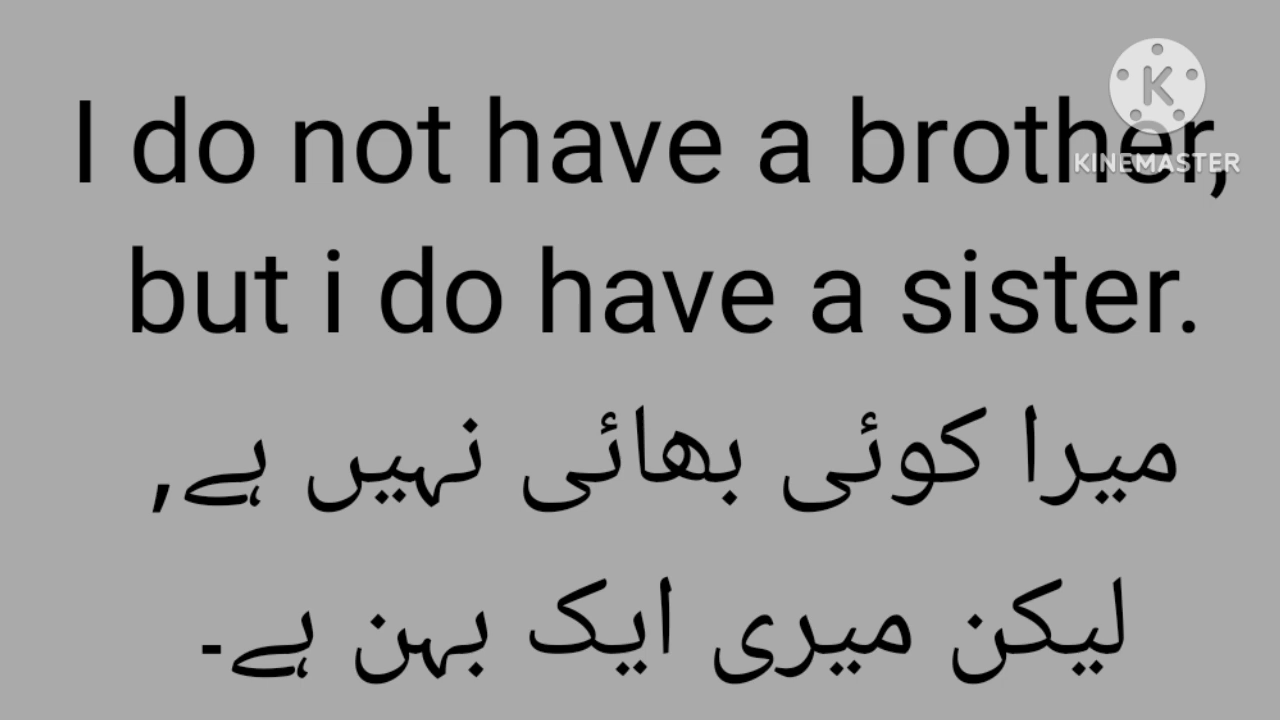 I do not have a brother,
but i do have a sister.
میرا کوئی بھائی نہیں ہے,
لیکن میری ایک بہن ہے۔
KINEMASTER